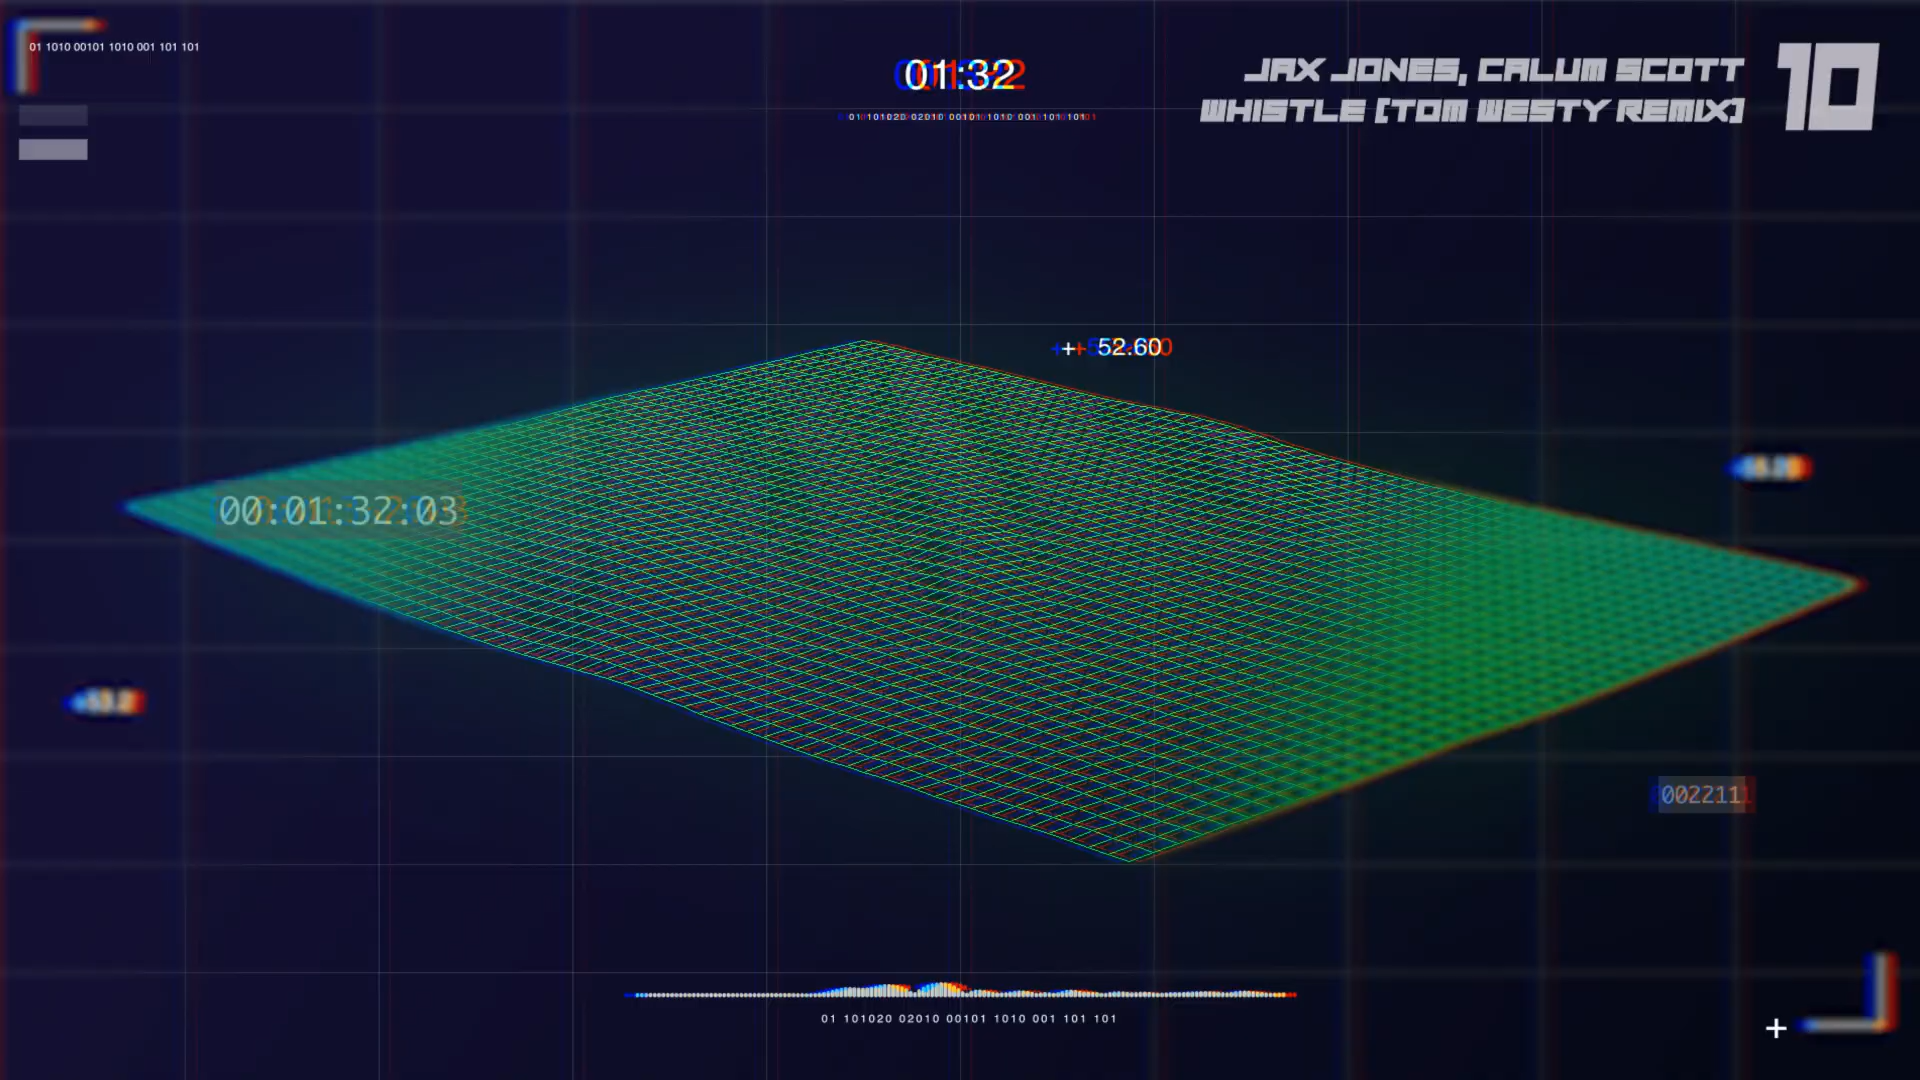 01 1010 00101 1010 001 101 101
01:32
01 101020 02010 00101 1010 001 101 101
JAX JONES, CALUM SCOTT
WHISTLE [TOM WESTY REMIX]
10
+ 52.60
00:01:32:03
0022111
01 101020 02010 00101 1010 001 101 101
+